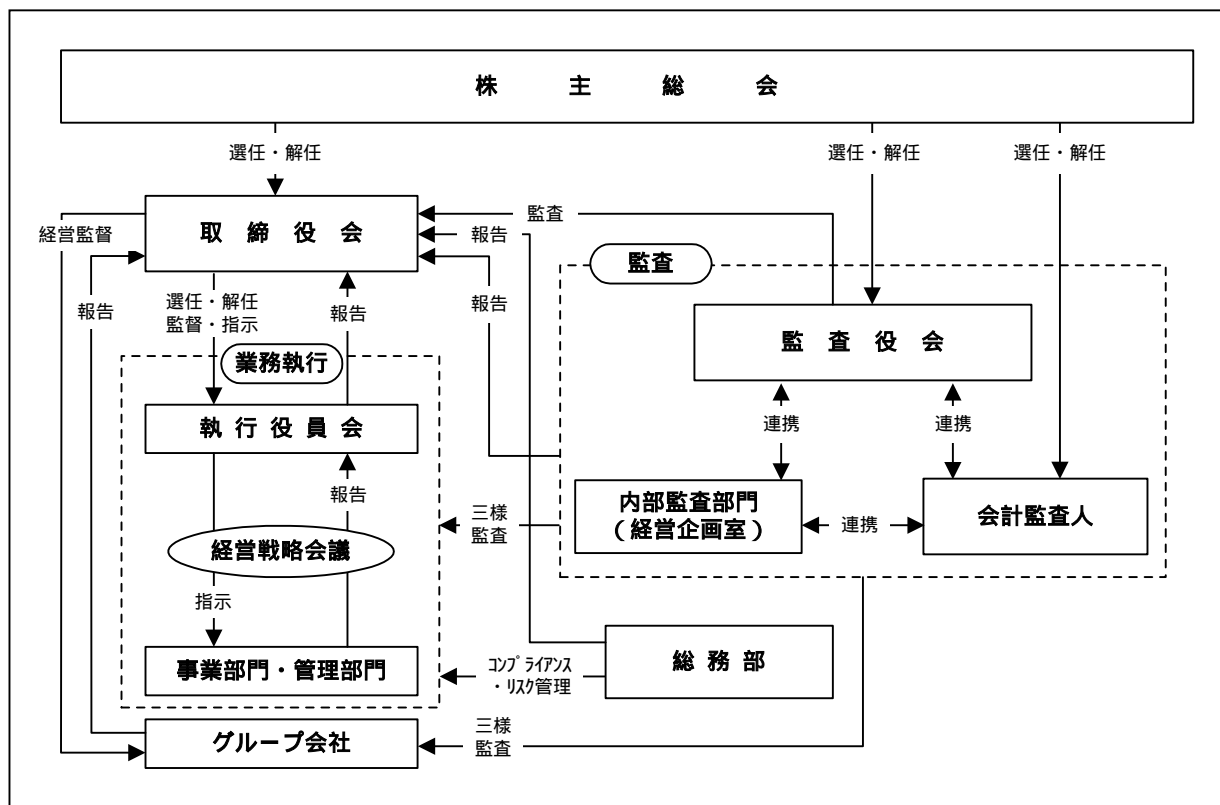 株主総会
選任・解任
選任・解任
選任・解任
取締役会
監査
経営監督
報告
監査
報告
選任・解任
監督・指示
報告
報告
監査役会
業務執行
執行役員会
連携
連携
報告
内部監査部門
(経営企画室)
会計監査人
三様
監査
連携
経営戦略会議
指示
総務部
事業部門・管理部門
コンプライアンス
・リスク管理
グループ会社
三様
監査